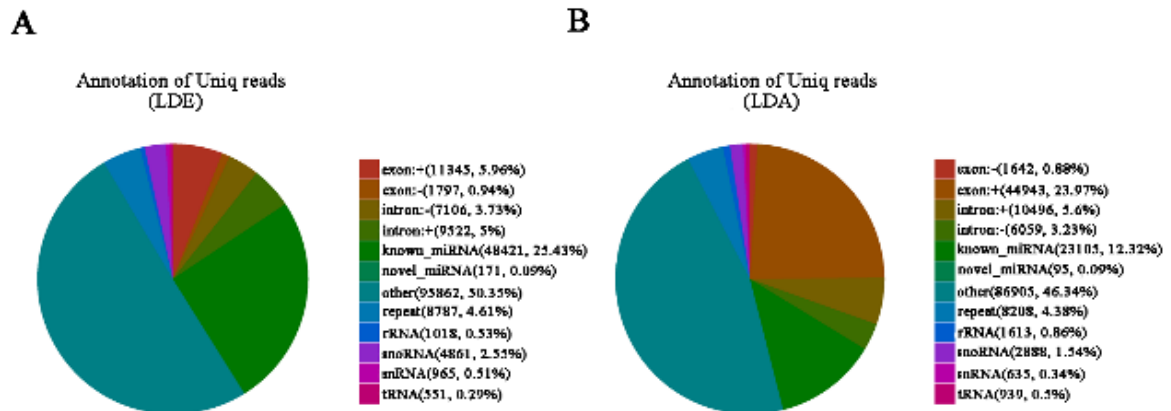 A
Annotation of Uniq reads
(LDE)
exon:+(11345, 5.96%)
exon:-(1797, 0.94%)
intron:-(7106, 3.73%)
intron:+(9522, 5%)
known_miRNA(48421, 25.43%)
novel_miRNA(171, 0.09%)
other(95862, 50.35%)
repeat(8787, 4.61%)
rRNA(1018, 0.53%)
snoRNA(4861, 2.55%)
snRNA(965, 0.51%)
tRNA(551, 0.29%)
B
Annotation of Uniq reads
(LDA)
exon:-(1642, 0.88%)
exon:+(44943, 23.97%)
intron:+(10496, 5.6%)
intron:-(6059, 3.23%)
known_miRNA(23105, 12.32%)
novel_miRNA(95, 0.09%)
other(86905, 46.34%)
repeat(8208, 4.38%)
rRNA(1613, 0.86%)
snoRNA(2888, 1.54%)
snRNA(635, 0.34%)
tRNA(939, 0.5%)